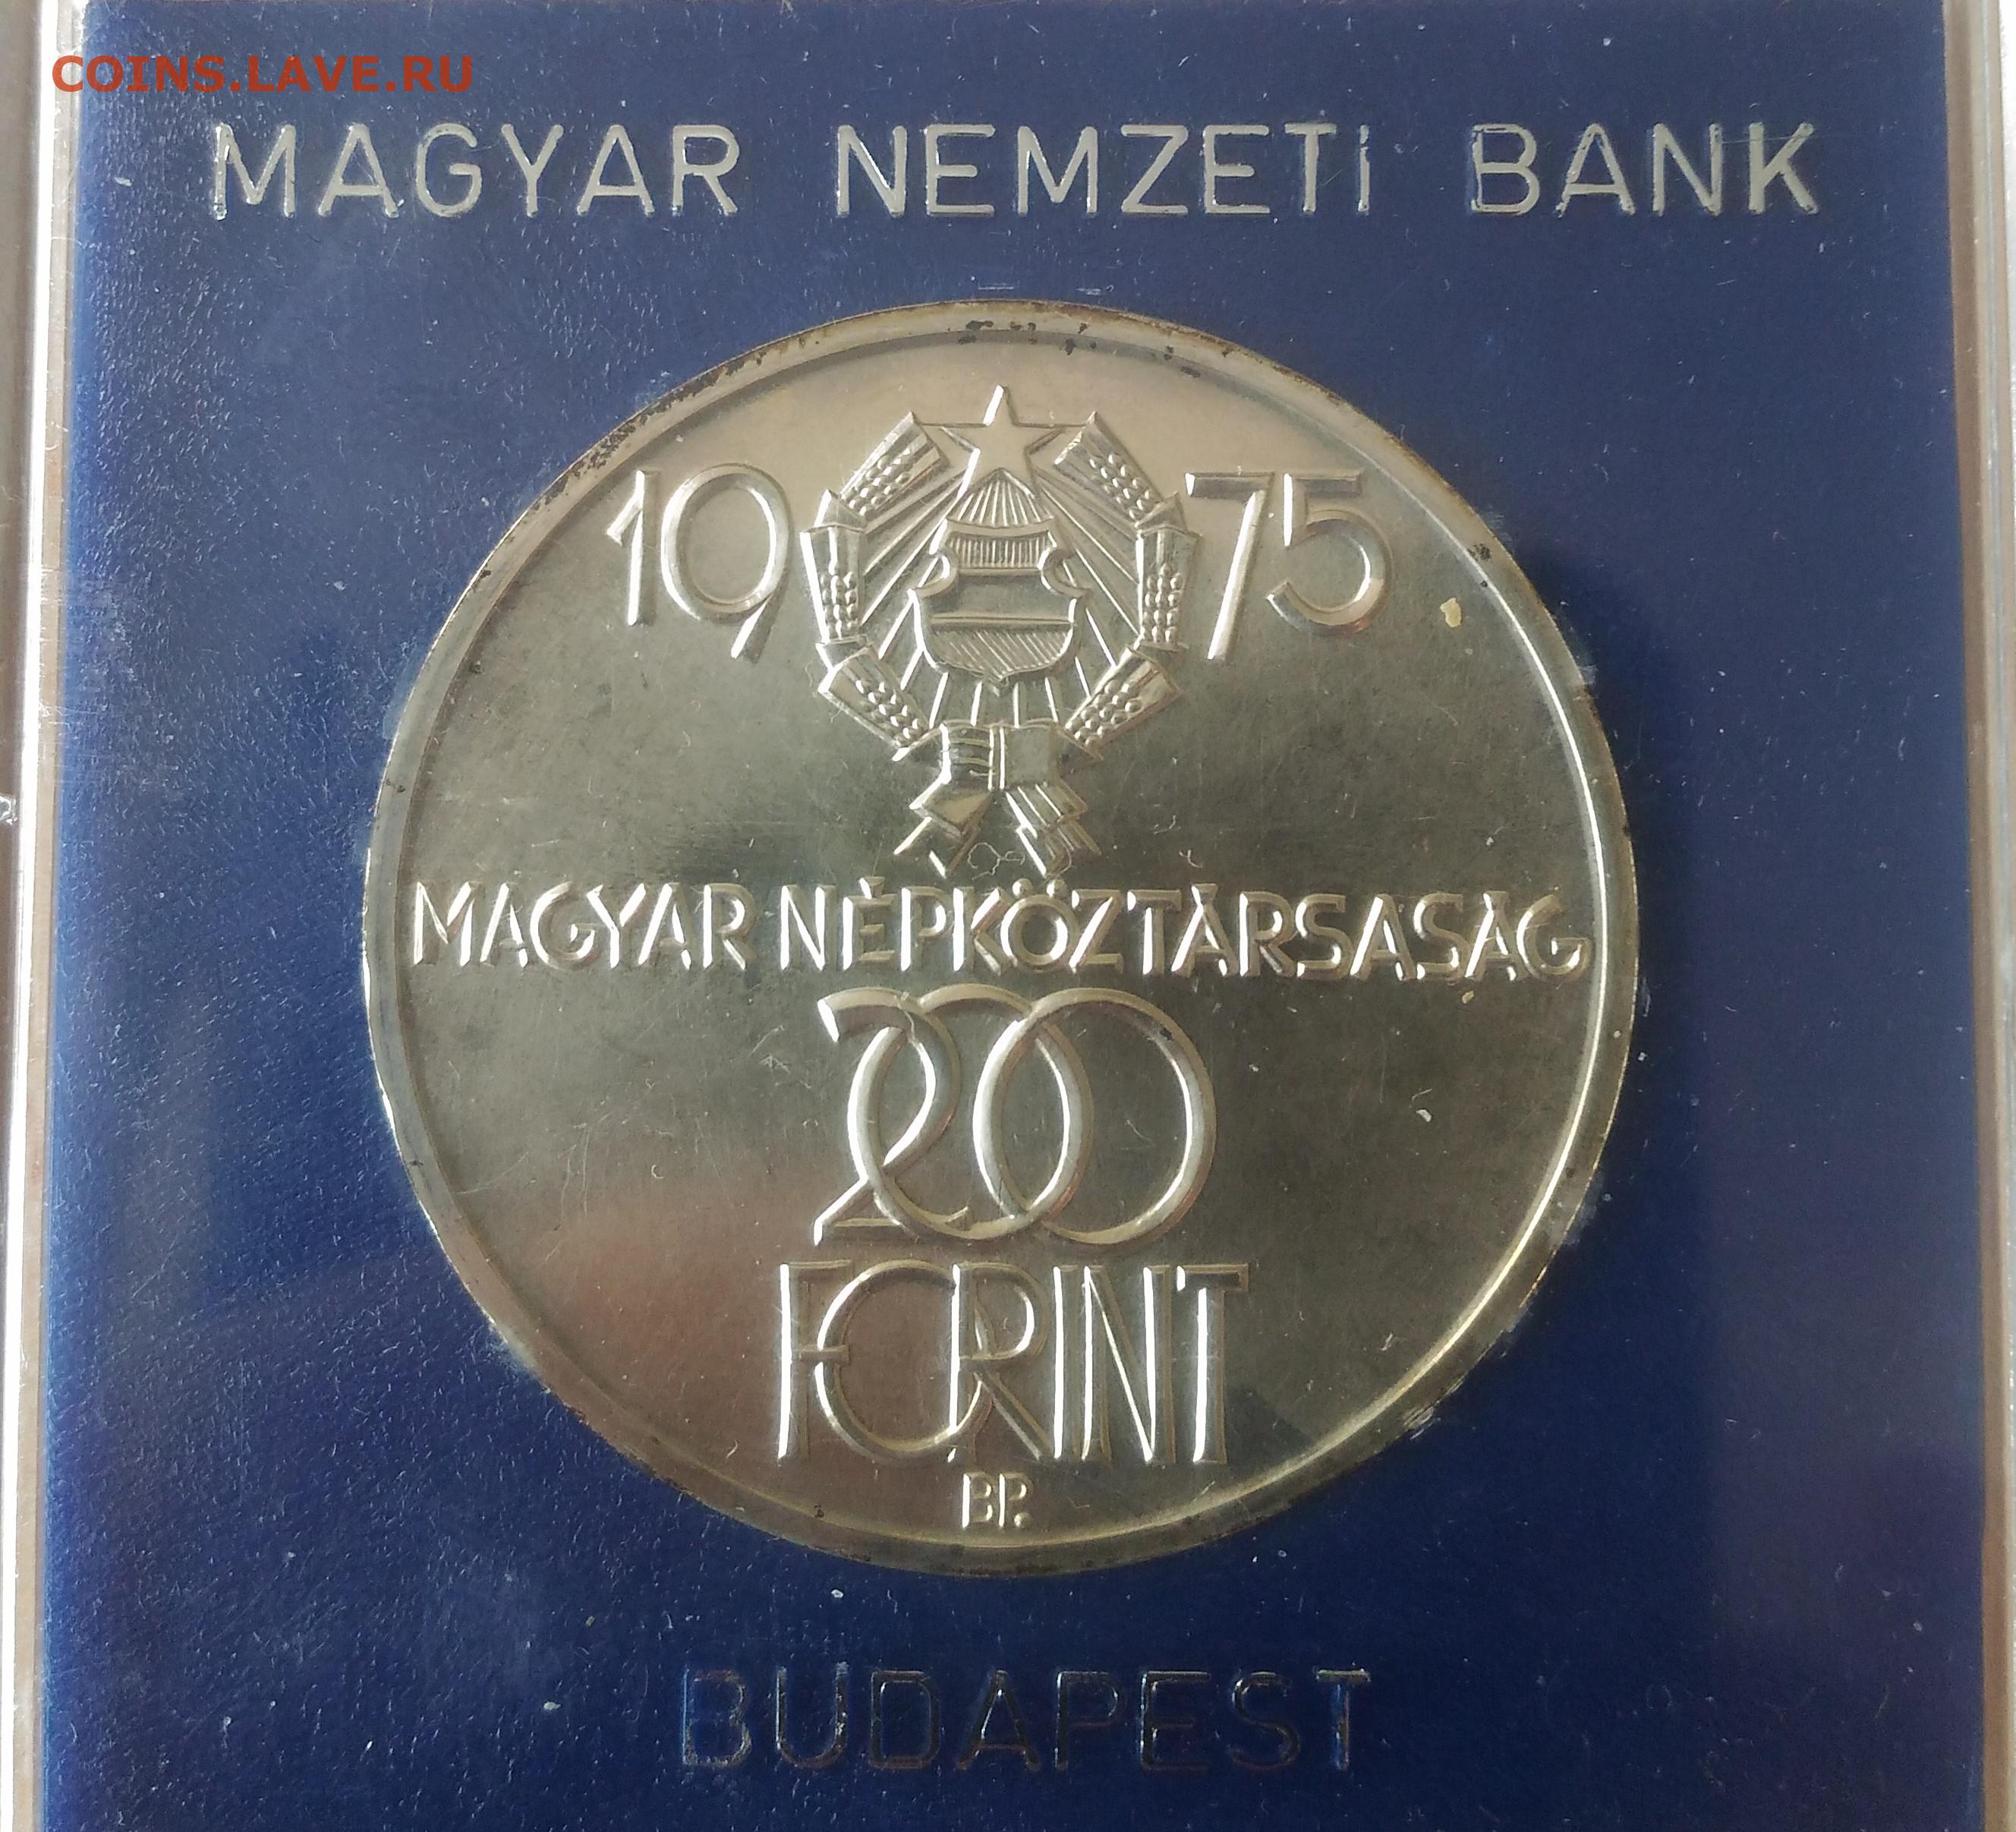 COINS.LAVE.RU
MAGYAR NEMZETi BANK
1975
MAGYAR NÉPKÖZTÁRSASÁG
200
FORINT
BP.
BUDAPEST